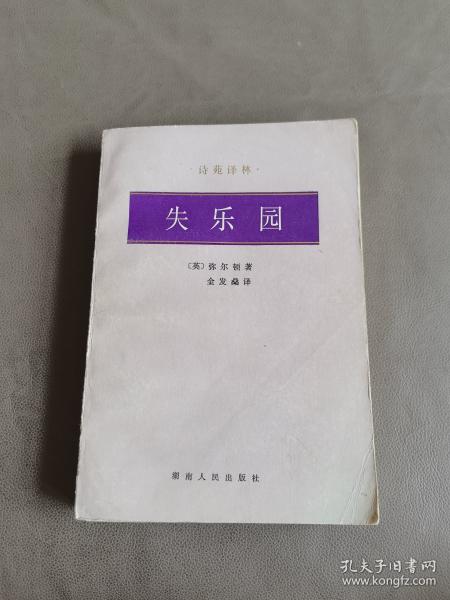 ·诗苑译林·
失乐园
〔英〕弥尔顿著
金发燊译
湖南人民出版社
孔夫子旧书网
www.kongfz.com